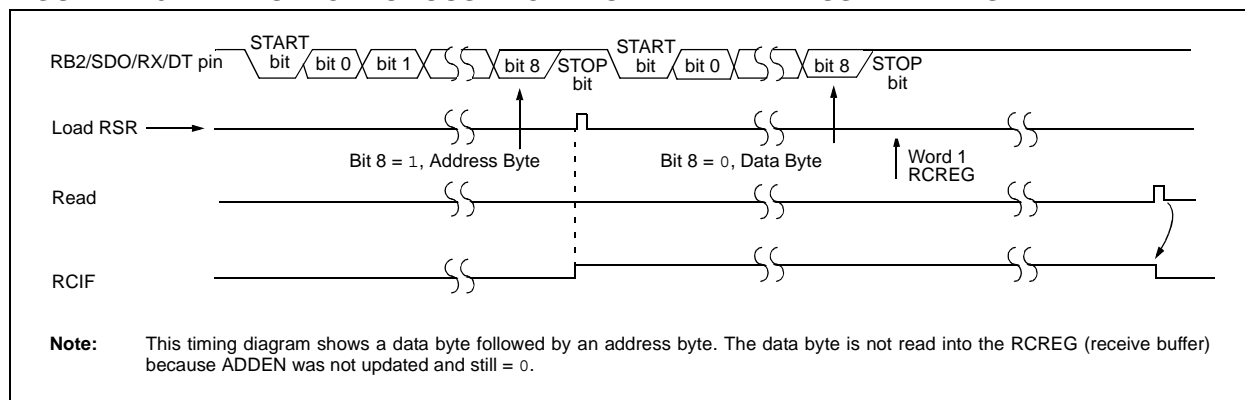 START
bit
bit 0
bit 1
bit 8
STOP
bit
START
bit
bit 0
bit 8
STOP
bit
RB2/SDO/RX/DT pin
Load RSR
Bit 8 = 1, Address Byte
Bit 8 = 0, Data Byte
Word 1
RCREG
Read
RCIF
Note: This timing diagram shows a data byte followed by an address byte. The data byte is not read into the RCREG (receive buffer)
because ADDEN was not updated and still = 0.